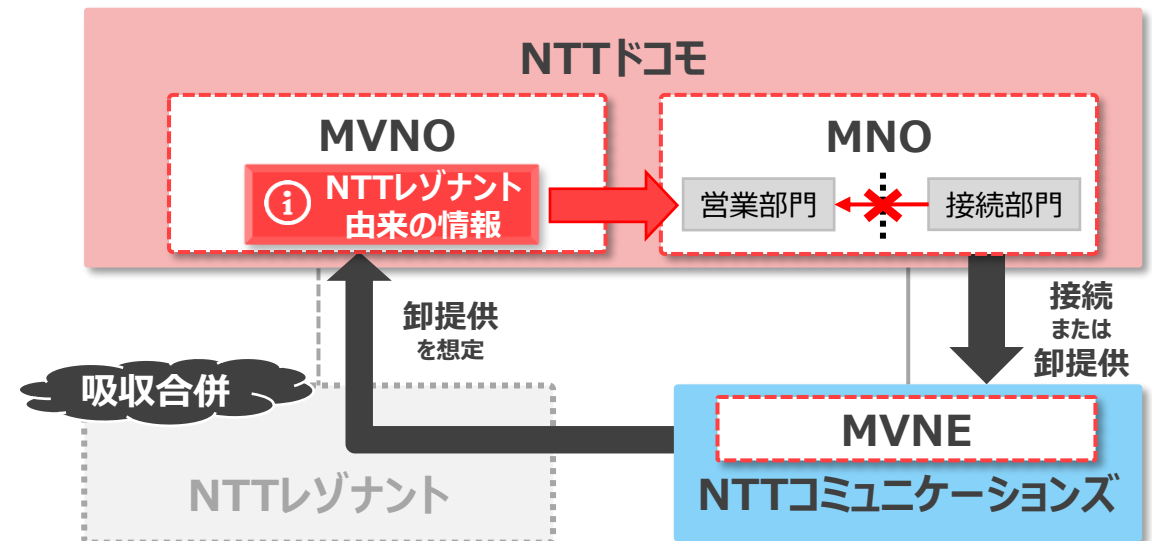 NTTドコモ
MVNO
NTTレゾナント
由来の情報
MNO
営業部門
接続部門
卸提供
を想定
接続
または
卸提供
吸収合併
NTTレゾナント
MVNE
NTTコミュニケーションズ